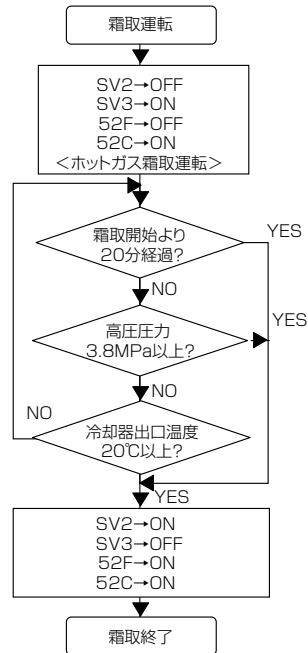 霜取運転
SV2→OFF
SV3→ON
52F→OFF
52C→ON
＜ホットガス霜取運転＞
霜取開始より
20分経過?
YES
NO
高圧圧力
3.8MPa以上?
YES
NO
NO
冷却器出口温度
20℃以上?
YES
SV2→ON
SV3→OFF
52F→ON
52C→ON
霜取終了